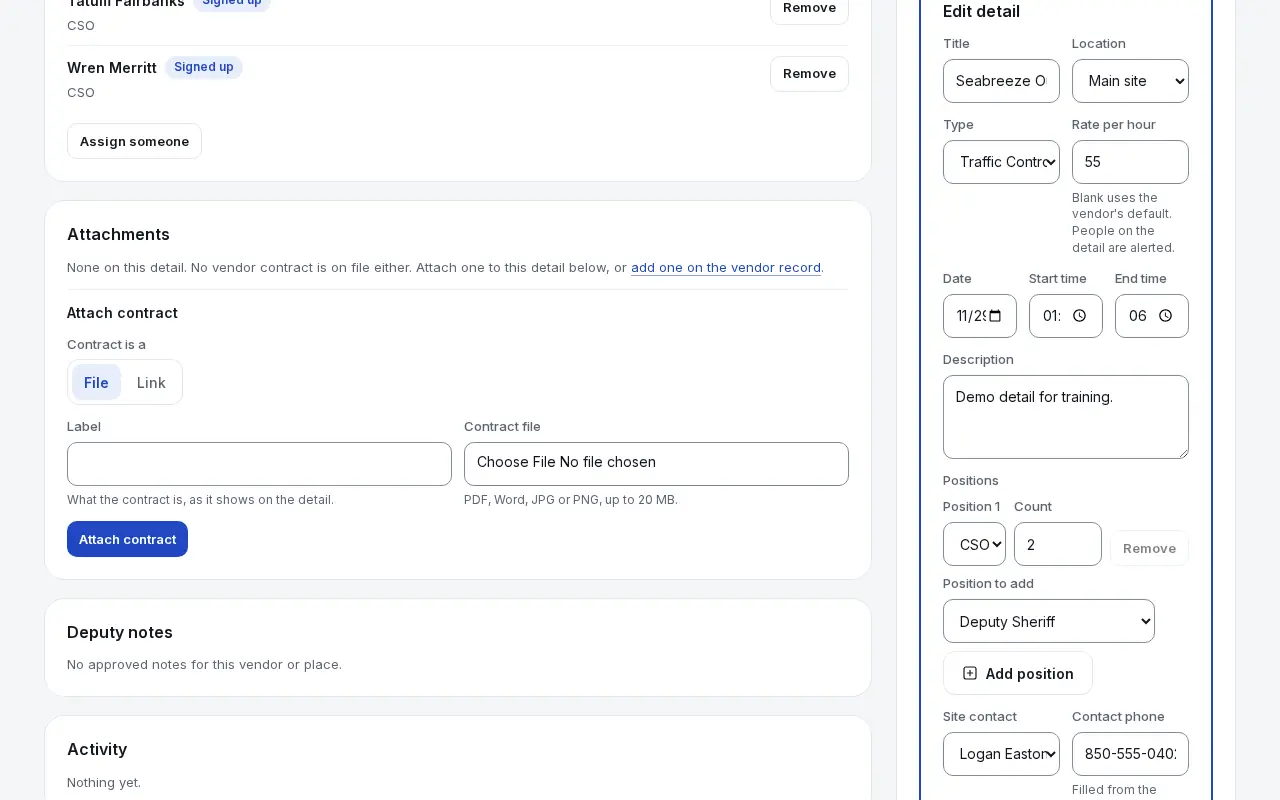 Tatum Fairbanks Signed up
CSO
Remove
Wren Merritt Signed up
CSO
Remove
Assign someone
Attachments
None on this detail. No vendor contract is on file either. Attach one to this detail below, or add one on the vendor record.
Attach contract
Contract is a
File Link
Label
Contract file
Choose File No file chosen
What the contract is, as it shows on the detail.
PDF, Word, JPG or PNG, up to 20 MB.
Attach contract
Deputy notes
No approved notes for this vendor or place.
Activity
Nothing yet.
Edit detail
Title Location
Seabreeze O Main site
Type Rate per hour
Traffic Contro 55
Blank uses the
vendor's default.
People on the
detail are alerted.
Date Start time End time
11/29 01: 06
Description
Demo detail for training.
Positions
Position 1 Count
CSO 2 Remove
Position to add
Deputy Sheriff
Add position
Site contact Contact phone
Logan Easton 850-555-040
Filled from the